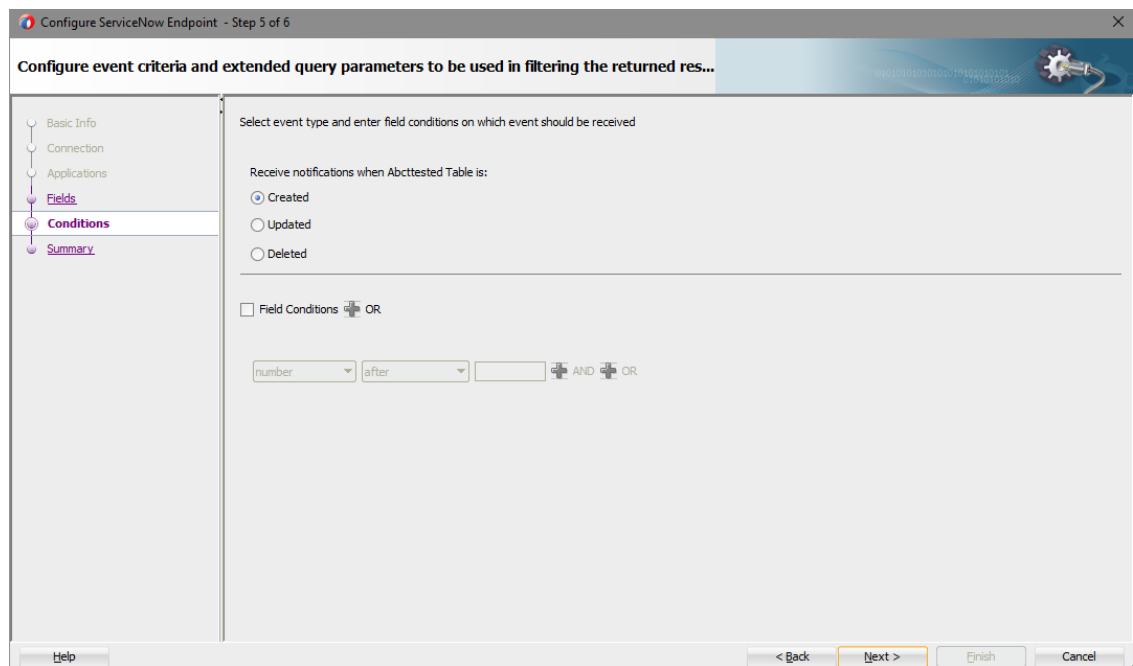 Configure ServiceNow Endpoint - Step 5 of 6
Configure event criteria and extended query parameters to be used in filtering the returned res...
Basic Info
Connection
Applications
Fields
Conditions
Summary
Select event type and enter field conditions on which event should be received
Receive notifications when Abcttested Table is:
Created
Updated
Deleted
Field Conditions OR
number after AND OR
Help < Back Next > Finish Cancel